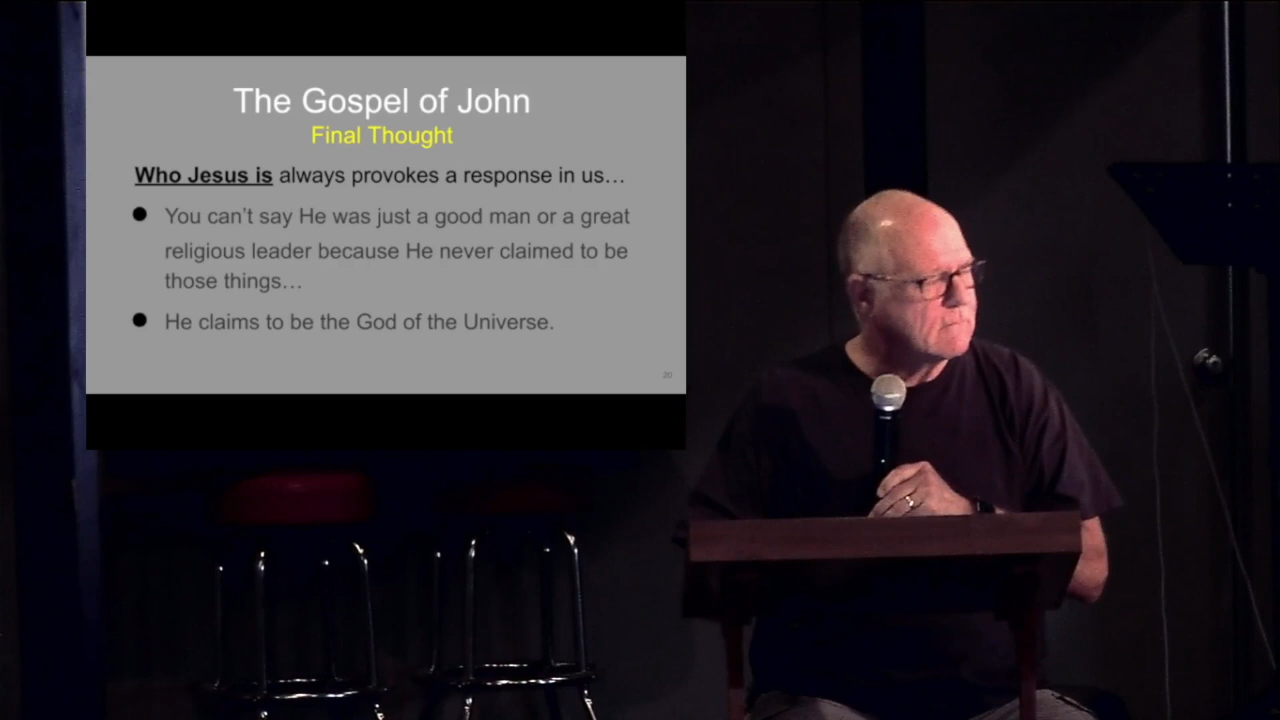 The Gospel of John
Final Thought
Who Jesus is always provokes a response in us…
You can’t say He was just a good man or a great
religious leader because He never claimed to be
those things…
He claims to be the God of the Universe.
20